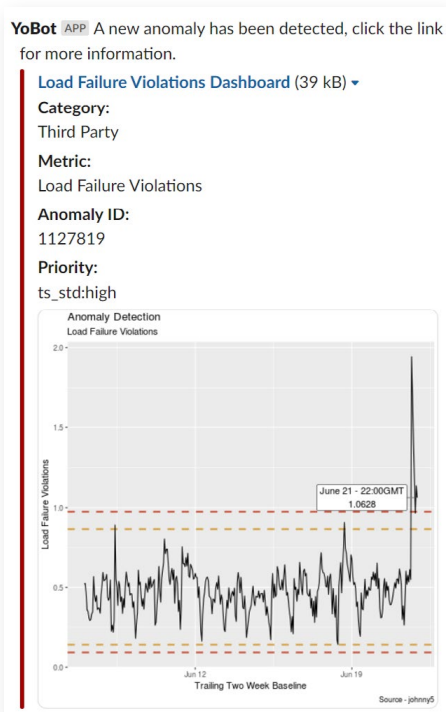 YoBot APP A new anomaly has been detected, click the link
for more information.
Load Failure Violations Dashboard (39 kB)
Category:
Third Party
Metric:
Load Failure Violations
Anomaly ID:
1127819
Priority:
ts_std:high
Anomaly Detection
Load Failure Violations
2.0
1.5
1.0
0.5
0.0
Load Failure Violations
June 21 - 22:00GMT
1.0628
Jun 12
Jun 19
Trailing Two Week Baseline
Source - johnny5